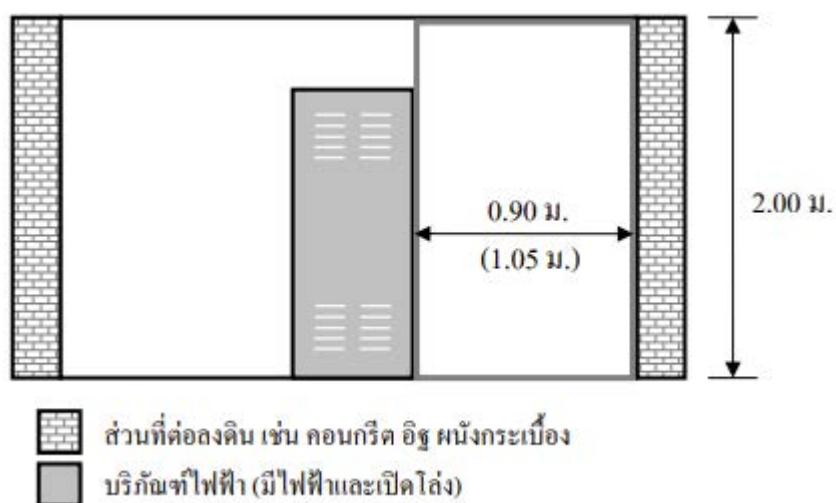 0.90 ม.
(1.05 ม.)
2.00 ม.
ส่วนที่ต่อลงดิน เช่น คอนกรีต อิฐ ผนังกระเบื้อง
บริภัณฑ์ไฟฟ้า (มีไฟฟ้าและเปิดโล่ง)